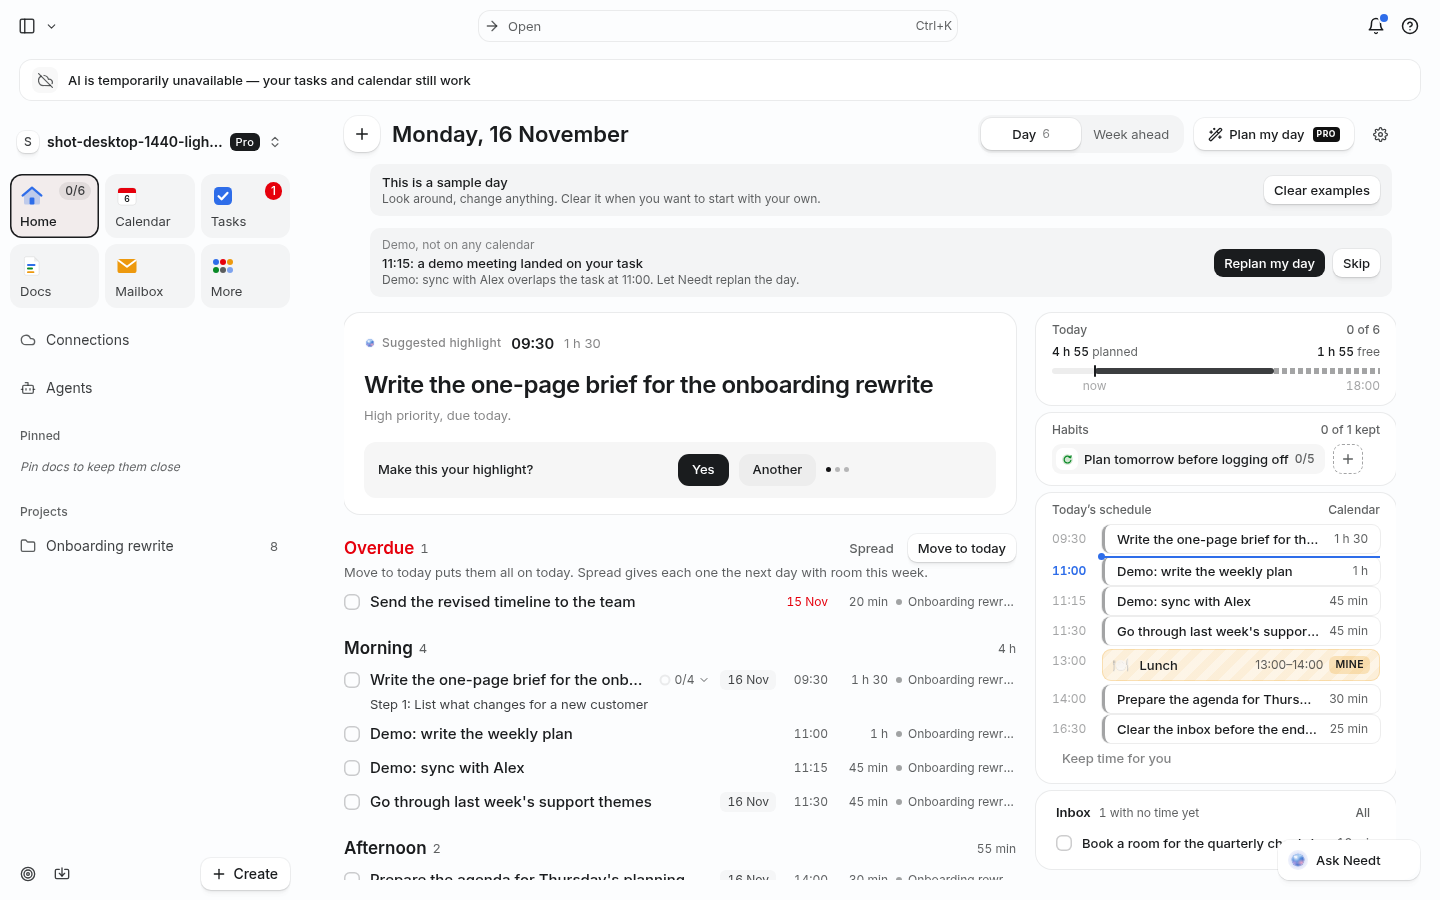 Open
Ctrl+K
AI is temporarily unavailable — your tasks and calendar still work
S
shot-desktop-1440-ligh...
Pro
Home
0/6
Calendar
6
Tasks
1
Docs
Mailbox
More
Connections
Agents
Pinned
Pin docs to keep them close
Projects
Onboarding rewrite 8
Create
Monday, 16 November
Day 6
Week ahead
Plan my day PRO
This is a sample day
Look around, change anything. Clear it when you want to start with your own.
Clear examples
Demo, not on any calendar
11:15: a demo meeting landed on your task
Demo: sync with Alex overlaps the task at 11:00. Let Needt replan the day.
Replan my day
Skip
Suggested highlight 09:30 1 h 30
Write the one-page brief for the onboarding rewrite
High priority, due today.
Make this your highlight?
Yes
Another
Overdue 1
Spread
Move to today
Move to today puts them all on today. Spread gives each one the next day with room this week.
Send the revised timeline to the team 15 Nov 20 min Onboarding rewr...
Morning 4 4 h
Write the one-page brief for the onb... 0/4 16 Nov 09:30 1 h 30 Onboarding rewr...
Step 1: List what changes for a new customer
Demo: write the weekly plan 11:00 1 h Onboarding rewr...
Demo: sync with Alex 11:15 45 min Onboarding rewr...
Go through last week's support themes 16 Nov 11:30 45 min Onboarding rewr...
Afternoon 2 55 min
Prepare the agenda for Thursday's planning 16 Nov 14:00 30 min Onboarding rewr...
Today 0 of 6
4 h 55 planned 1 h 55 free
now 18:00
Habits 0 of 1 kept
Plan tomorrow before logging off 0/5
Today's schedule Calendar
09:30 Write the one-page brief for th... 1 h 30
11:00 Demo: write the weekly plan 1 h
11:15 Demo: sync with Alex 45 min
11:30 Go through last week's suppor... 45 min
13:00 Lunch 13:00–14:00 MINE
14:00 Prepare the agenda for Thurs... 30 min
16:30 Clear the inbox before the end... 25 min
Keep time for you
Inbox 1 with no time yet All
Book a room for the quarterly
Ask Needt